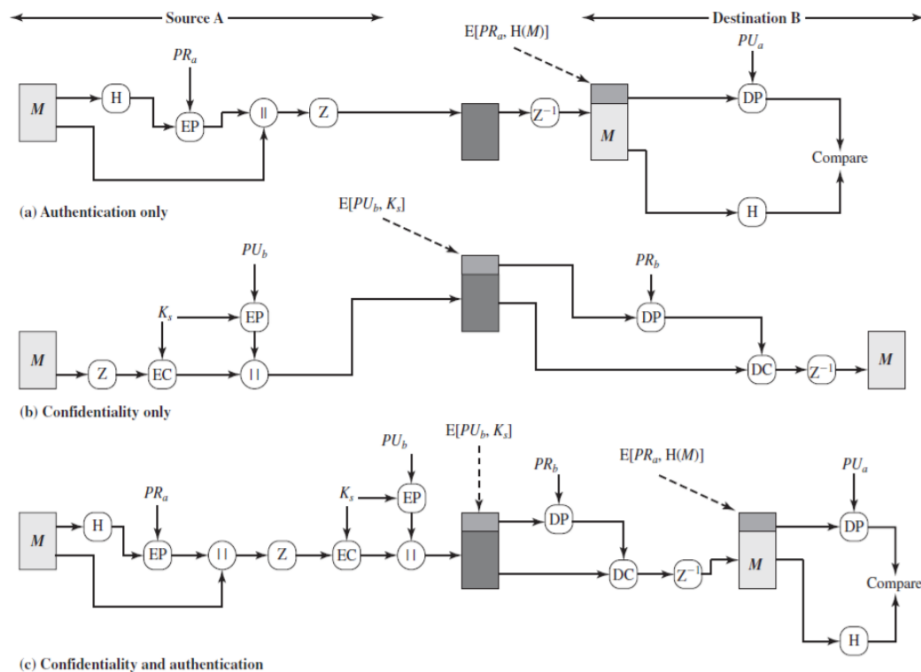 Source A
Destination B
E[PRa, H(M)]
PRa
PUa
M
H
EP
||
Z
Z−1
M
DP
Compare
H
(a) Authentication only
E[PUb, Ks]
PUb
PRb
Ks
EP
DP
M
Z
EC
||
DC
Z−1
M
(b) Confidentiality only
E[PUb, Ks]
PUb
PRb
E[PRa, H(M)]
PUa
PRa
Ks
EP
H
DP
DP
M
EP
||
Z
EC
||
DC
Z−1
M
Compare
H
(c) Confidentiality and authentication